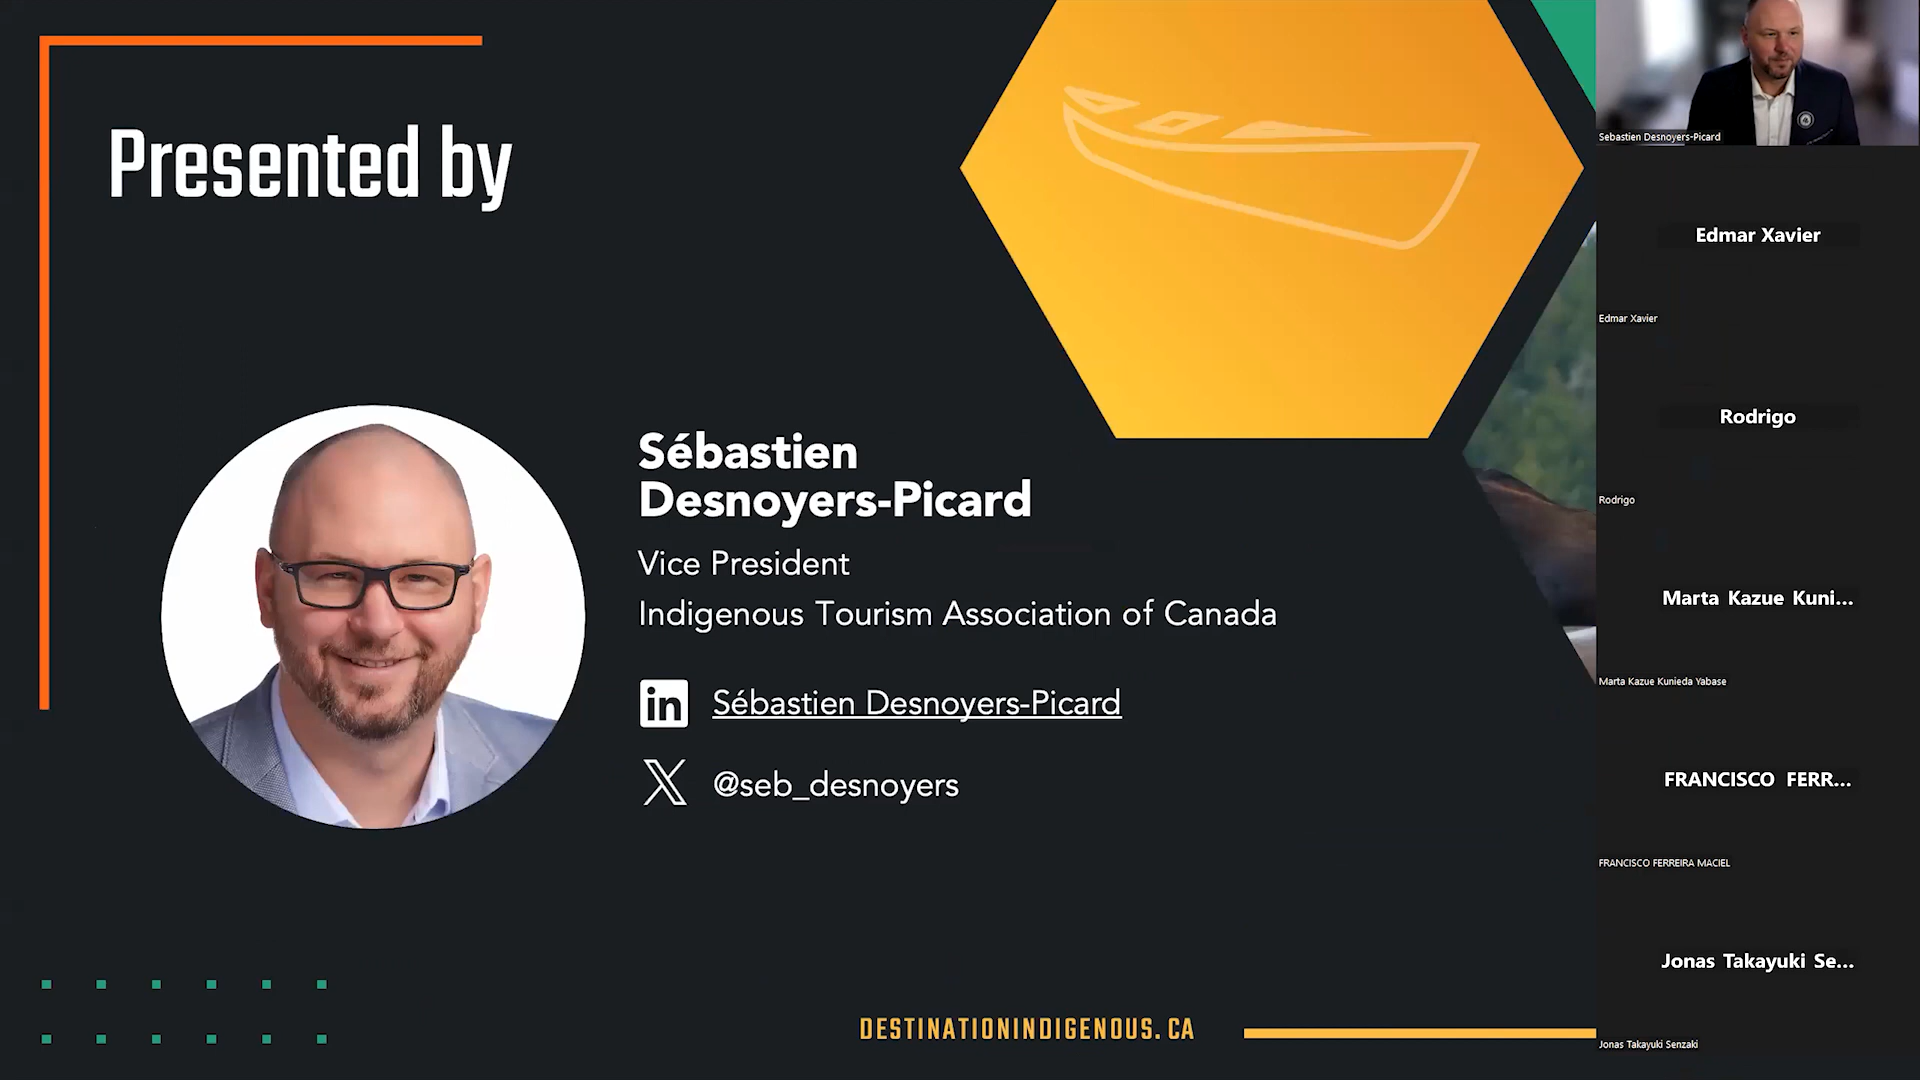 Presented by
Sébastien
Desnoyers-Picard
Vice President
Indigenous Tourism Association of Canada
in Sébastien Desnoyers-Picard
@seb_desnoyers
DESTINATIONINDIGENOUS.CA
Sebastien Desnoyers-Picard
Edmar Xavier
Edmar Xavier
Rodrigo
Rodrigo
Marta Kazue Kuni...
Marta Kazue Kunieda Yabase
FRANCISCO FERR...
FRANCISCO FERREIRA MACIEL
Jonas Takayuki Se...
Jonas Takayuki Senzaki